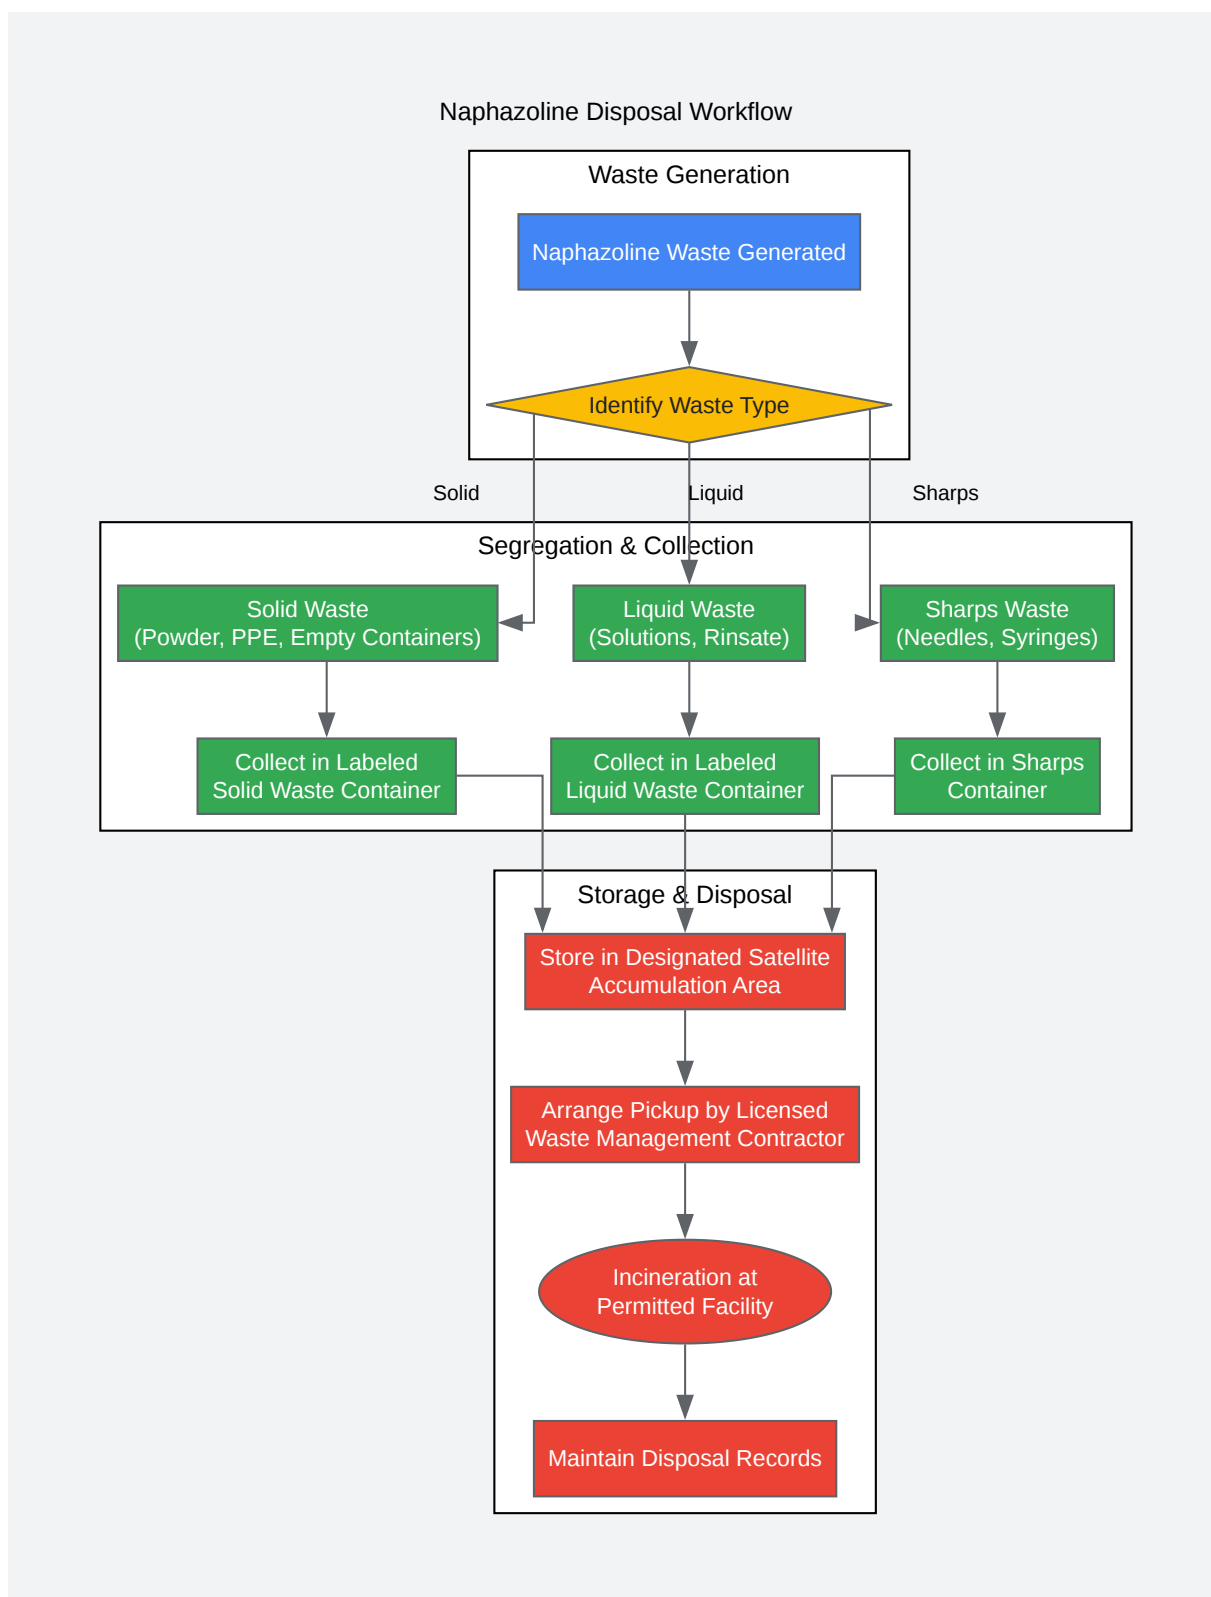 Naphazoline Disposal Workflow
Waste Generation
Naphazoline Waste Generated
Identify Waste Type
Solid
Liquid
Sharps
Segregation & Collection
Solid Waste
(Powder, PPE, Empty Containers)
Liquid Waste
(Solutions, Rinsate)
Sharps Waste
(Needles, Syringes)
Collect in Labeled
Solid Waste Container
Collect in Labeled
Liquid Waste Container
Collect in Sharps
Container
Storage & Disposal
Store in Designated Satellite
Accumulation Area
Arrange Pickup by Licensed
Waste Management Contractor
Incineration at
Permitted Facility
Maintain Disposal Records